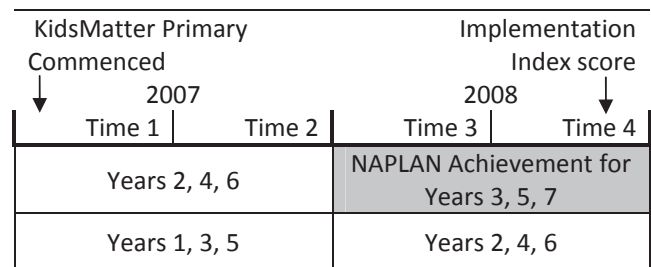 KidsMatter Primary Implementation
Commenced Index score
2007 2008
Time 1 Time 2 Time 3 Time 4
Years 2, 4, 6 NAPLAN Achievement for
Years 3, 5, 7
Years 1, 3, 5 Years 2, 4, 6